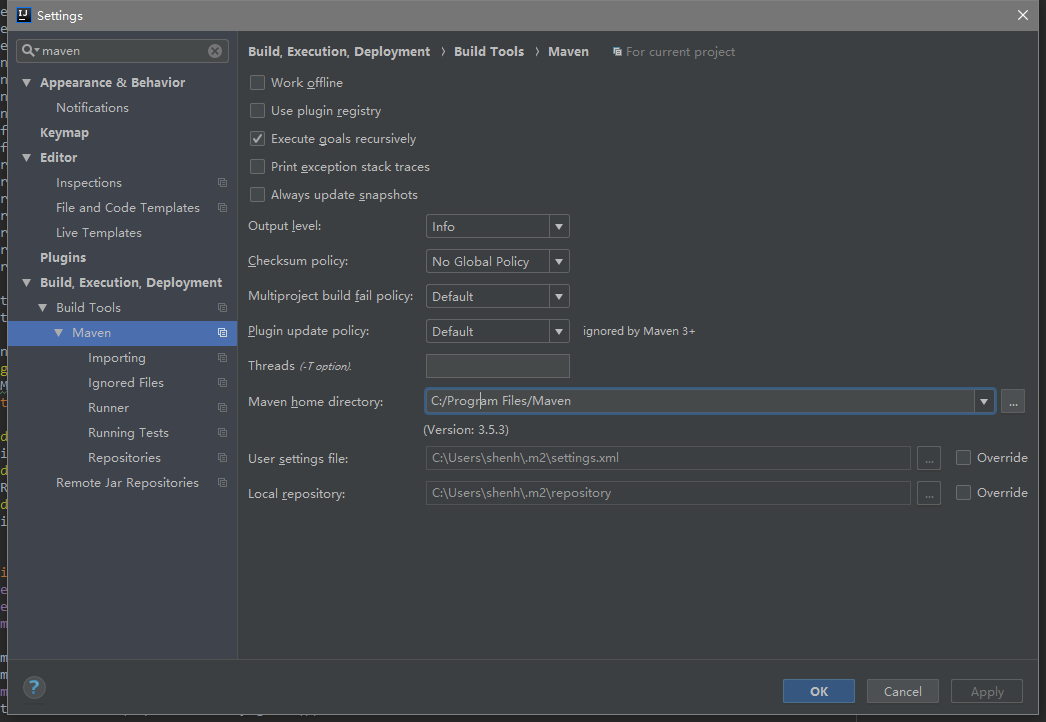 Settings
maven
Appearance & Behavior
Notifications
Keymap
Editor
Inspections
File and Code Templates
Live Templates
Plugins
Build, Execution, Deployment
Build Tools
Maven
Importing
Ignored Files
Runner
Running Tests
Repositories
Remote Jar Repositories
Build, Execution, Deployment › Build Tools › Maven For current project
Work offline
Use plugin registry
Execute goals recursively
Print exception stack traces
Always update snapshots
Output level: Info
Checksum policy: No Global Policy
Multiproject build fail policy: Default
Plugin update policy: Default ignored by Maven 3+
Threads (-T option).
Maven home directory: C:/Program Files/Maven ...
(Version: 3.5.3)
User settings file: C:\Users\shenh\.m2\settings.xml ... Override
Local repository: C:\Users\shenh\.m2\repository ... Override
?
OK Cancel Apply